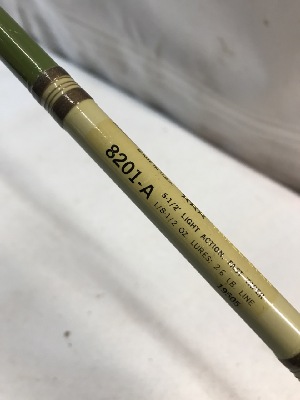 8201-A
5-1/2' LIGHT ACTION,
1/8-1/2 OZ. LURES: 2-6 LB. LINE